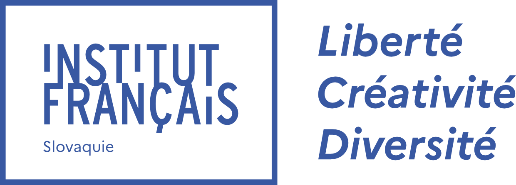 INSTITUT
FRANÇAIS
Slovaquie
Liberté
Créativité
Diversité